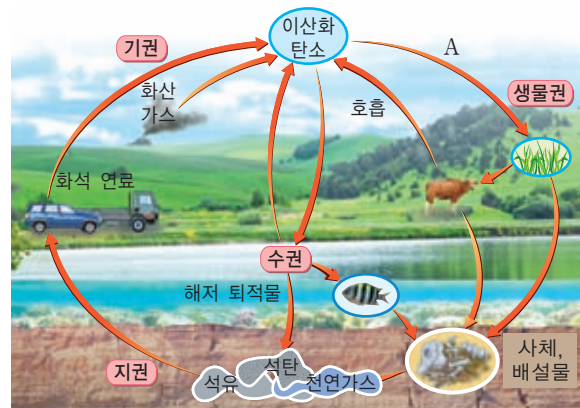 이산화
탄소
기권
A
화산
가스
호흡
생물권
화석 연료
수권
해저 퇴적물
지권
석유
석탄
천연가스
사체,
배설물